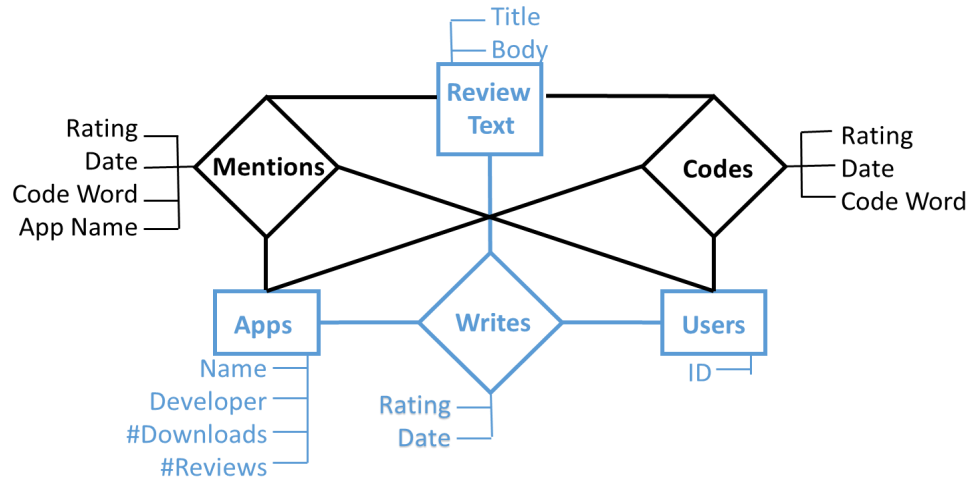 Title
Body
Review
Text
Rating
Date
Code Word
App Name
Mentions
Codes
Rating
Date
Code Word
Apps
Writes
Users
Name
Developer
#Downloads
#Reviews
Rating
Date
ID